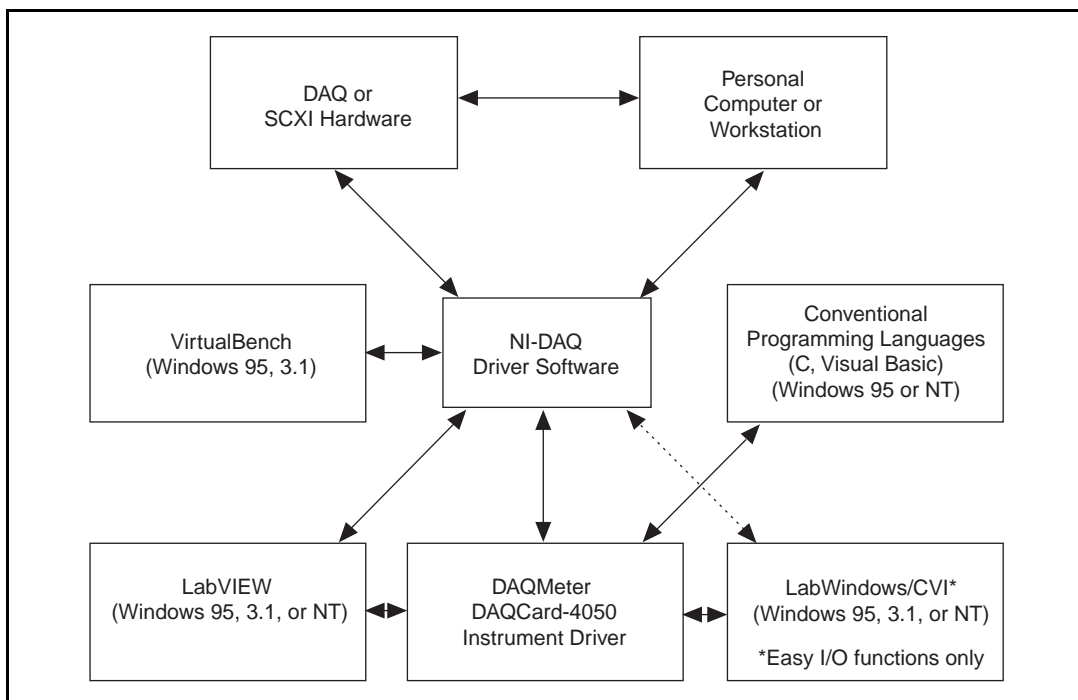 DAQ or
SCXI Hardware
Personal
Computer or
Workstation
VirtualBench
(Windows 95, 3.1)
NI-DAQ
Driver Software
Conventional
Programming Languages
(C, Visual Basic)
(Windows 95 or NT)
LabVIEW
(Windows 95, 3.1, or NT)
DAQMeter
DAQCard-4050
Instrument Driver
LabWindows/CVI*
(Windows 95, 3.1, or NT)
*Easy I/O functions only